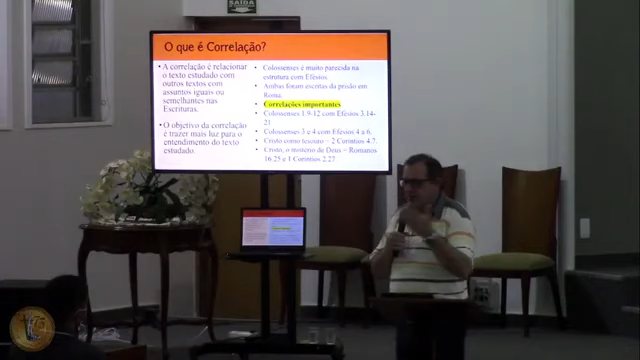 SAÍDA
O que é Correlação?
• A correlação é relacionar
o texto estudado com
outros textos com
assuntos iguais ou
semelhantes nas
Escrituras.
• O objetivo da correlação
é trazer mais luz para o
entendimento do texto
estudado.
• Colossenses é muito parecida na
estrutura com Efésios.
• Ambas foram escritas da prisão em
Roma.
• Correlações importantes
• Colossenses 1.9-12 com Efésios 3.14-
21
• Colossenses 3 e 4 com Efésios 4 a 6.
• Cristo como tesouro – 2 Coríntios 4.7.
• Cristo, o mistério de Deus – Romanos
16.25 e 1 Coríntios 2.27